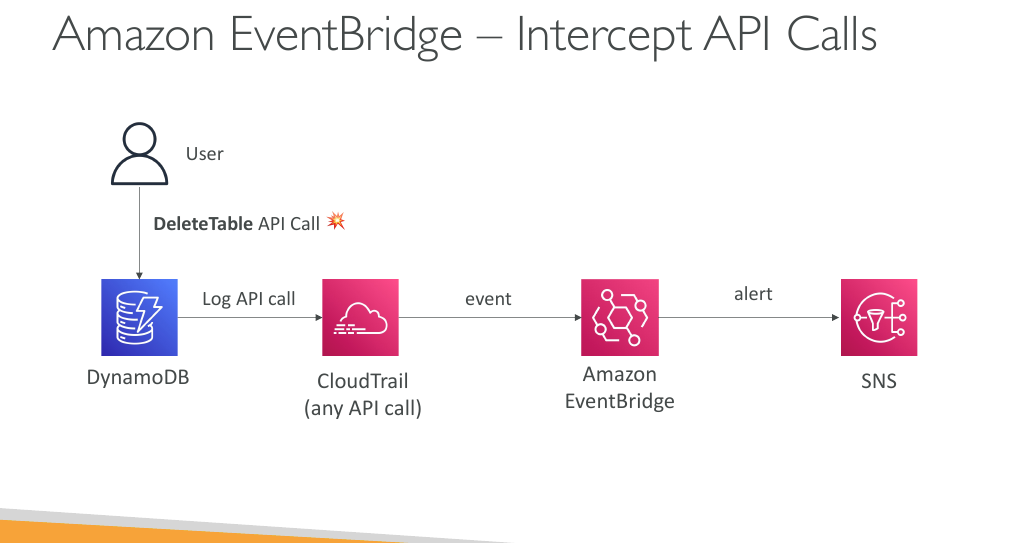 Amazon EventBridge – Intercept API Calls
User
DeleteTable API Call 💥
Log API call
event
alert
DynamoDB
CloudTrail
(any API call)
Amazon
EventBridge
SNS